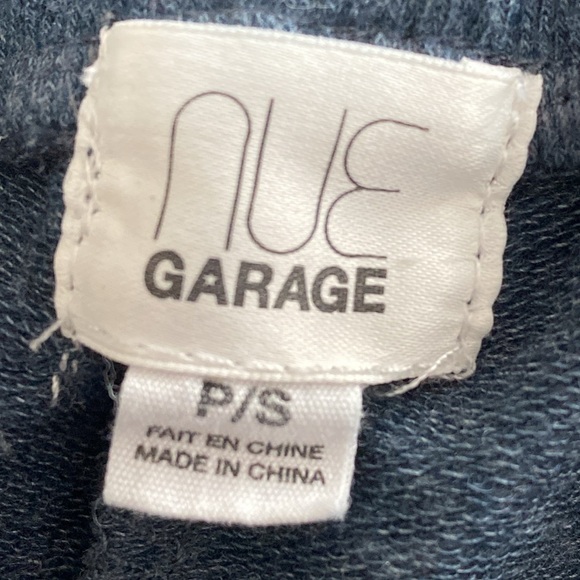 nue
GARAGE
P/S
FAIT EN CHINE
MADE IN CHINA